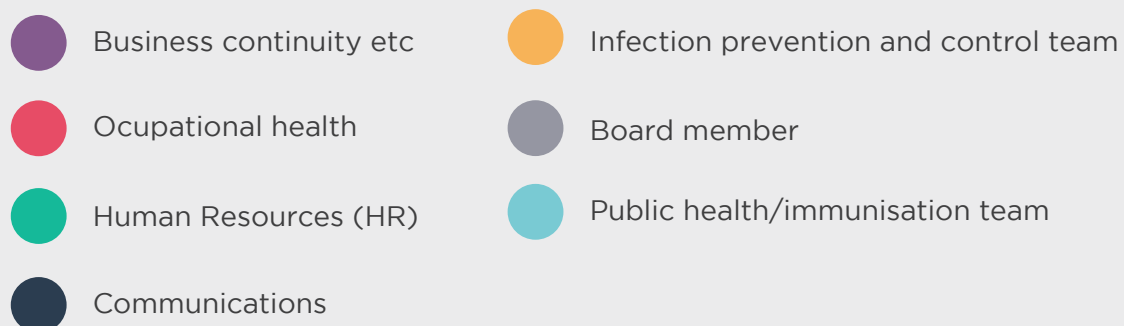 Business continuity etc
Ocupational health
Human Resources (HR)
Communications
Infection prevention and control team
Board member
Public health/immunisation team